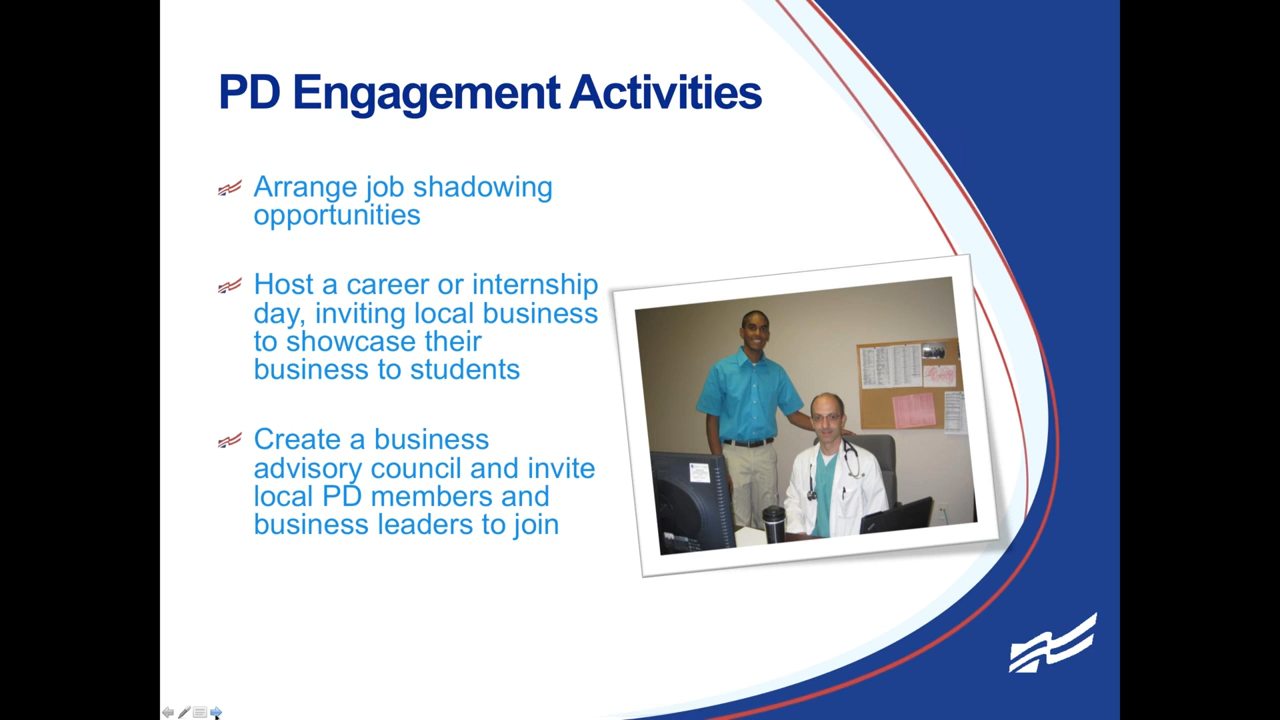 PD Engagement Activities
Arrange job shadowing
opportunities
Host a career or internship
day, inviting local business
to showcase their
business to students
Create a business
advisory council and invite
local PD members and
business leaders to join